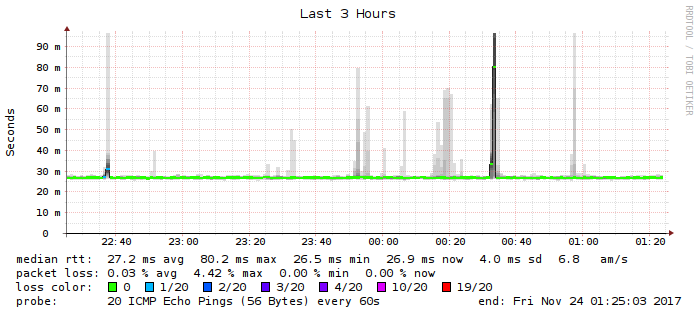 Last 3 Hours
RRDTOOL / TOBI OETIKER
Seconds
90 m
80 m
70 m
60 m
50 m
40 m
30 m
20 m
10 m
0
22:40 23:00 23:20 23:40 00:00 00:20 00:40 01:00 01:20
median rtt: 27.2 ms avg 80.2 ms max 26.5 ms min 26.9 ms now 4.0 ms sd 6.8 am/s
packet loss: 0.03 % avg 4.42 % max 0.00 % min 0.00 % now
loss color: 0 1/20 2/20 3/20 4/20 10/20 19/20
probe: 20 ICMP Echo Pings (56 Bytes) every 60s end: Fri Nov 24 01:25:03 2017